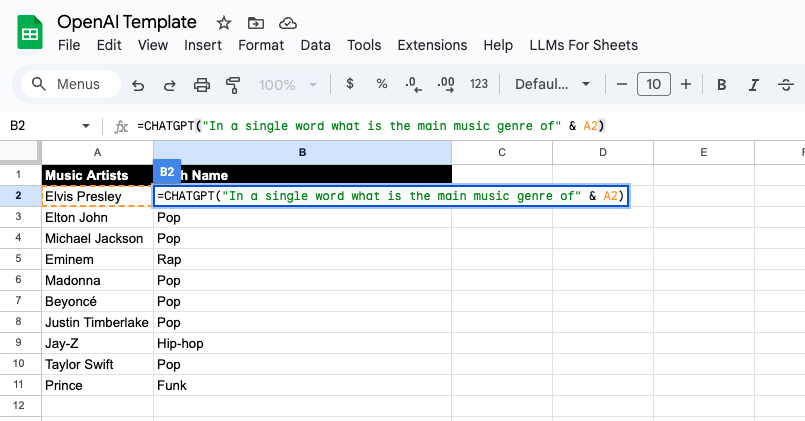 OpenAI Template
File Edit View Insert Format Data Tools Extensions Help LLMs For Sheets
Menus 100% $ % .0 .00 123 Defaul... − 10 + B I S
B2 fx =CHATGPT("In a single word what is the main music genre of" & A2)
A B C D E
1 Music Artists B2 h Name
2 Elvis Presley =CHATGPT("In a single word what is the main music genre of" & A2)
3 Elton John Pop
4 Michael Jackson Pop
5 Eminem Rap
6 Madonna Pop
7 Beyoncé Pop
8 Justin Timberlake Pop
9 Jay-Z Hip-hop
10 Taylor Swift Pop
11 Prince Funk
12